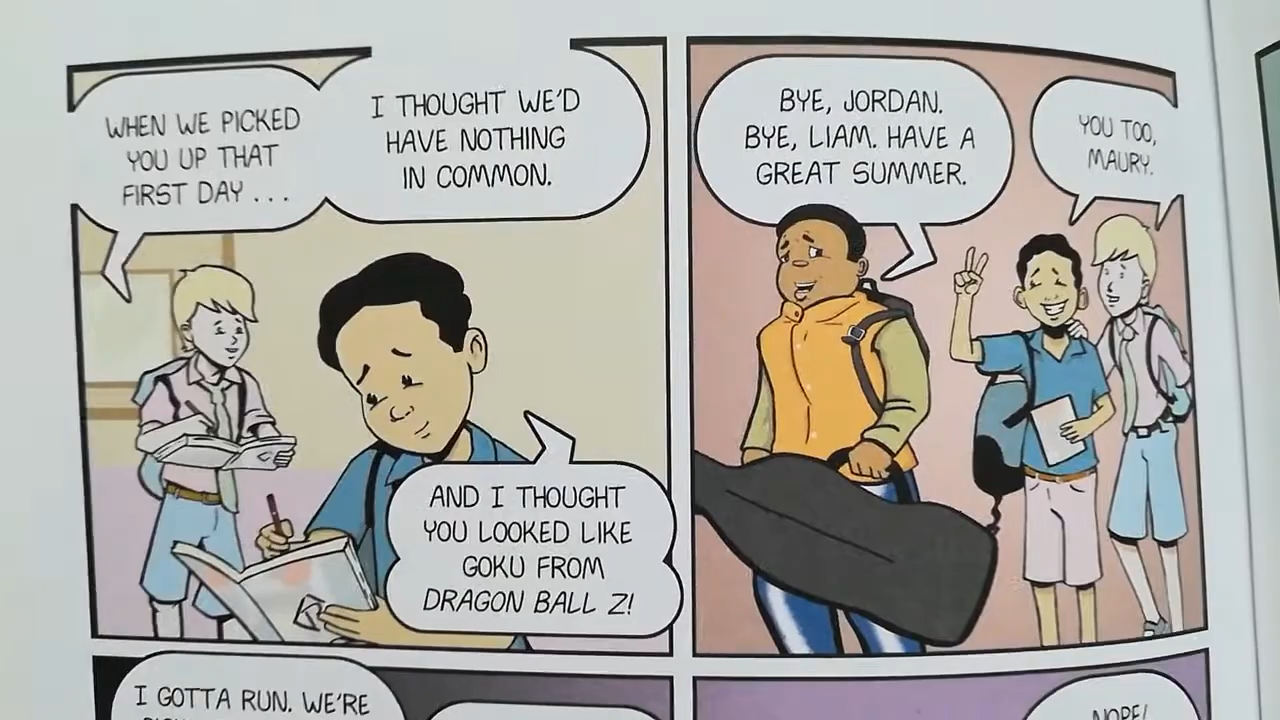 WHEN WE PICKED
YOU UP THAT
FIRST DAY . . .
I THOUGHT WE'D
HAVE NOTHING
IN COMMON.
AND I THOUGHT
YOU LOOKED LIKE
GOKU FROM
DRAGON BALL Z!
BYE, JORDAN.
BYE, LIAM. HAVE A
GREAT SUMMER.
YOU TOO,
MAURY.
I GOTTA RUN. WE'RE
NOPE!